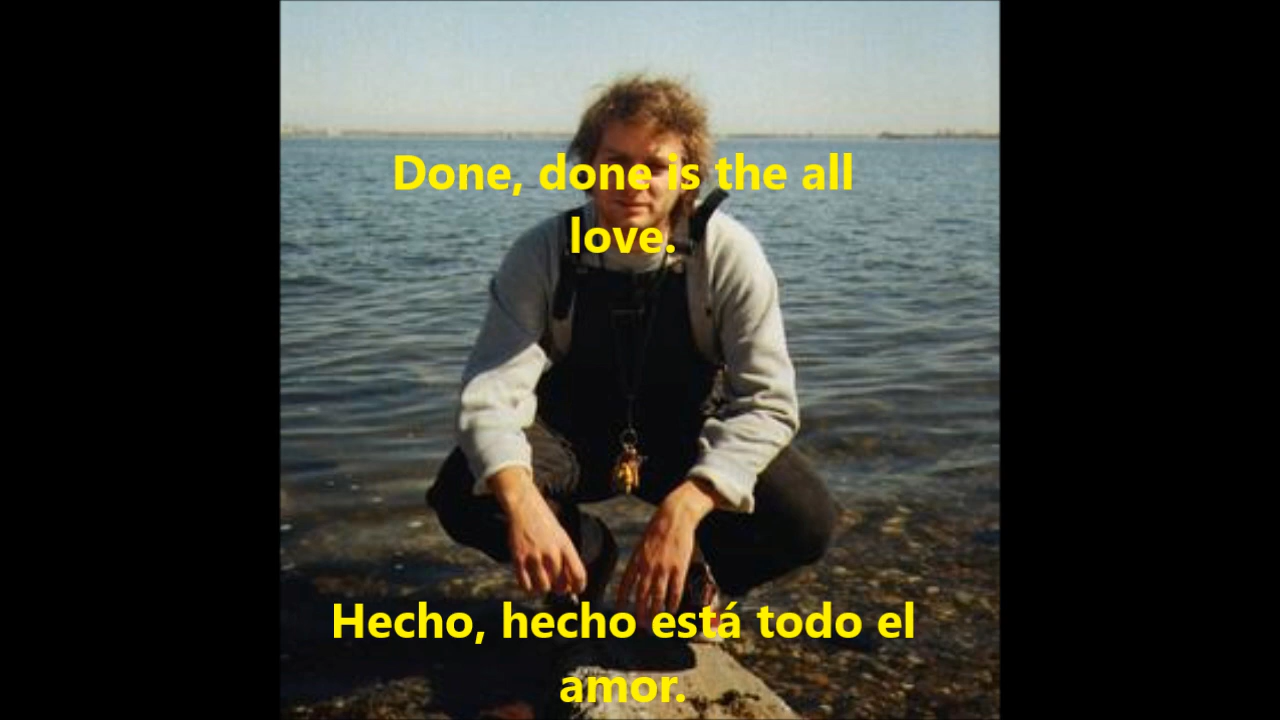 Done, done is the all
love.
Hecho, hecho está todo el
amor.